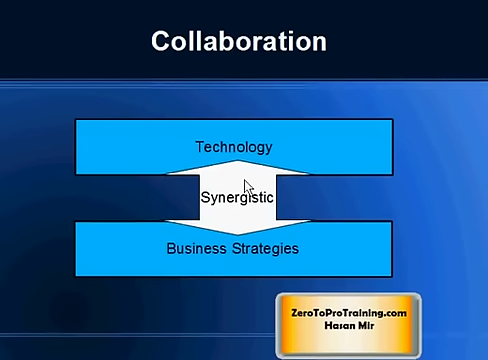 Collaboration
Technology
Synergistic
Business Strategies
ZeroToProTraining.com
Hasan Mir